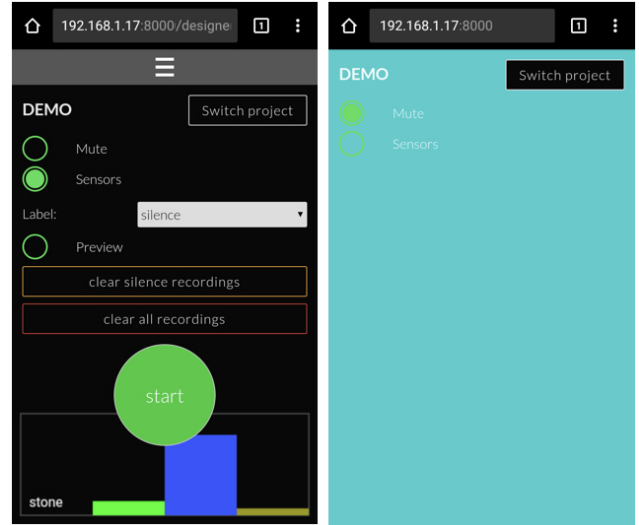 192.168.1.17:8000/designe
1
DEMO
Switch project
Mute
Sensors
Label:
silence
Preview
clear silence recordings
clear all recordings
start
stone
192.168.1.17:8000
1
DEMO
Switch project
Mute
Sensors